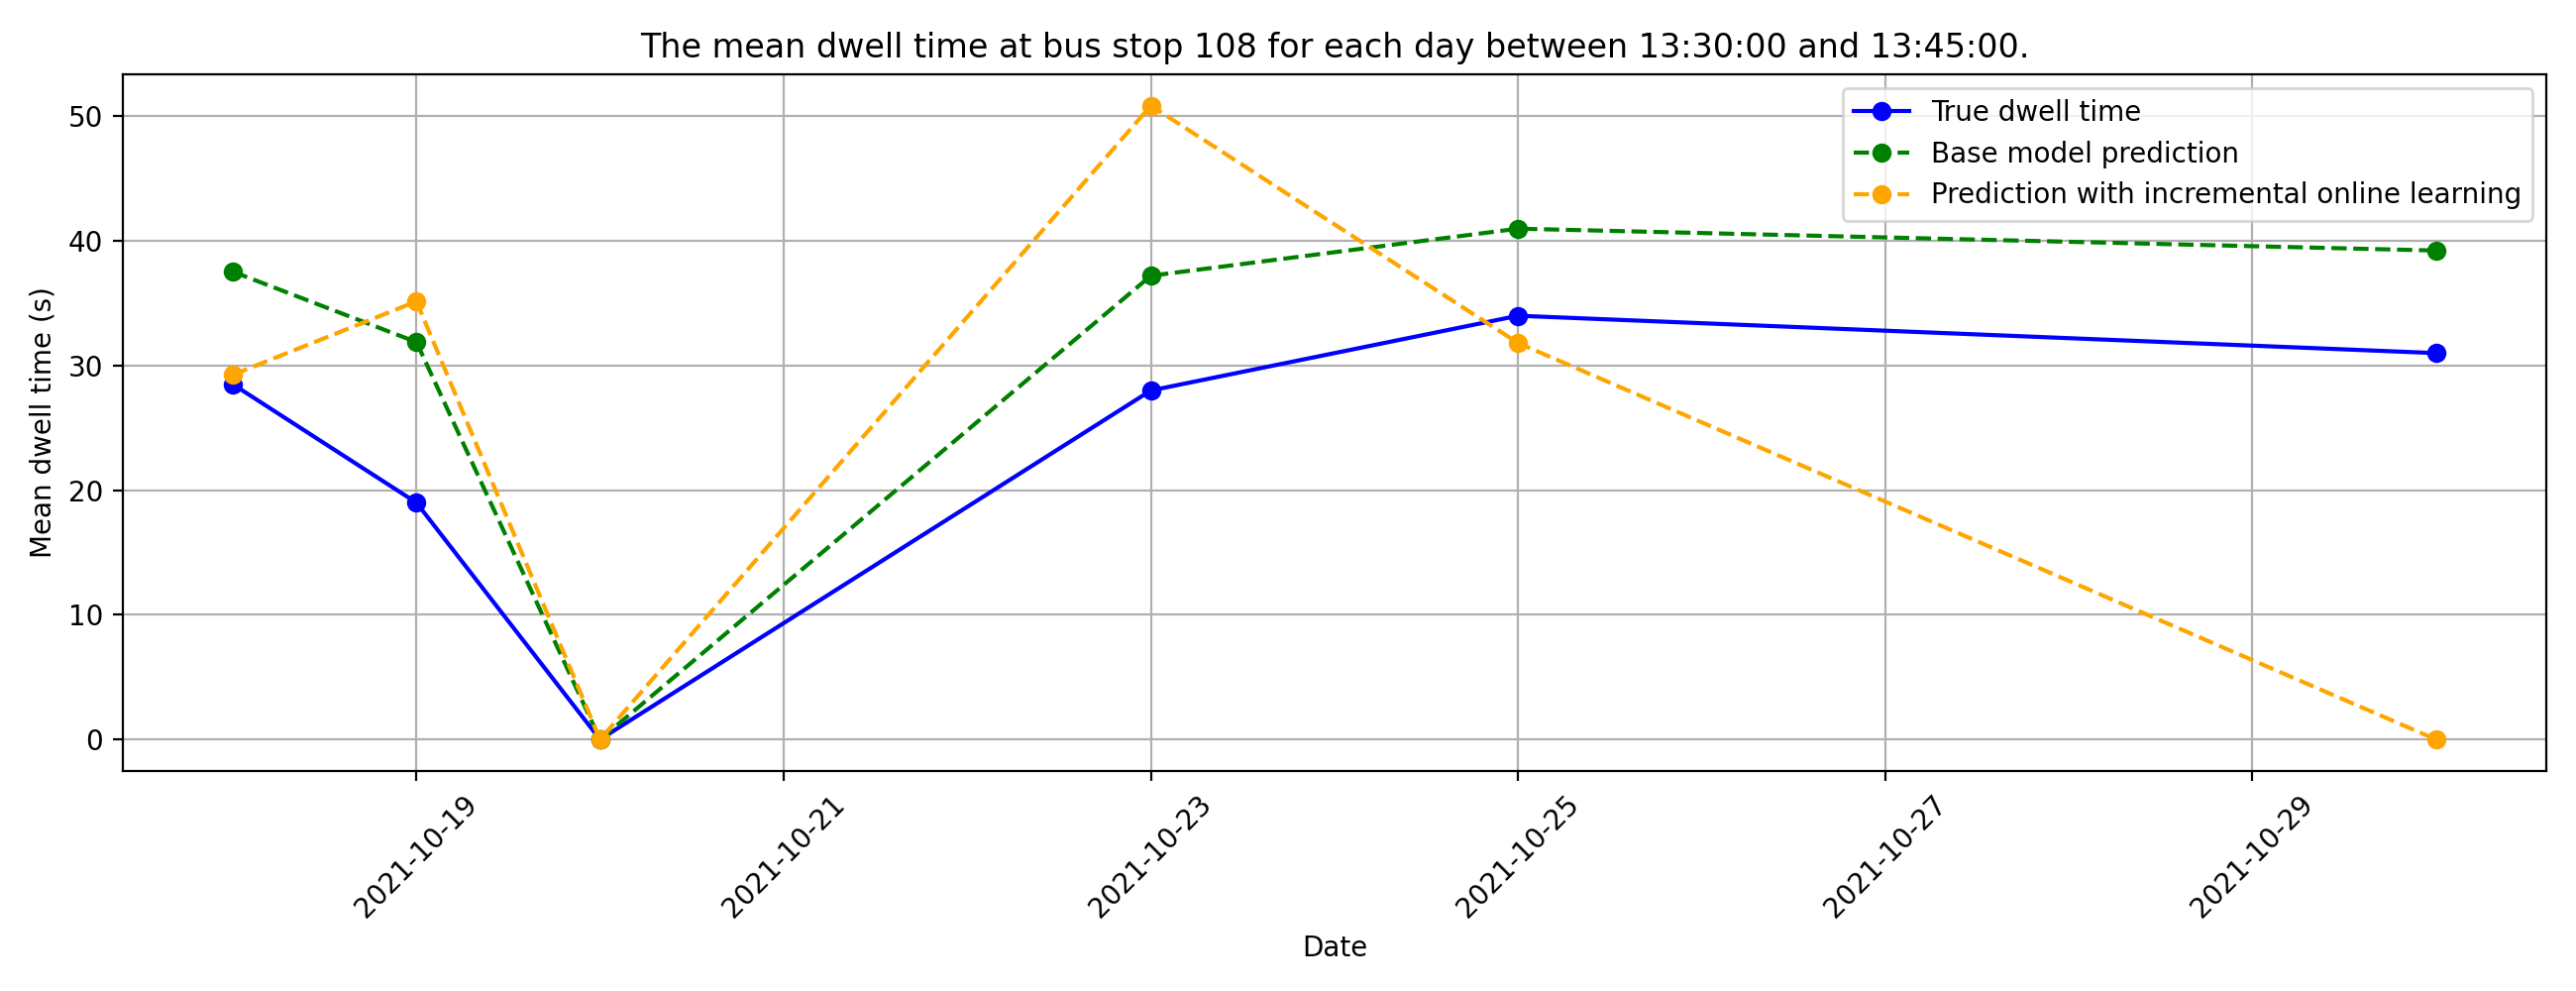 The mean dwell time at bus stop 108 for each day between 13:30:00 and 13:45:00.
True dwell time
Base model prediction
Prediction with incremental online learning
Mean dwell time (s)
50
40
30
20
10
0
2021-10-19
2021-10-21
2021-10-23
2021-10-25
2021-10-27
2021-10-29
Date